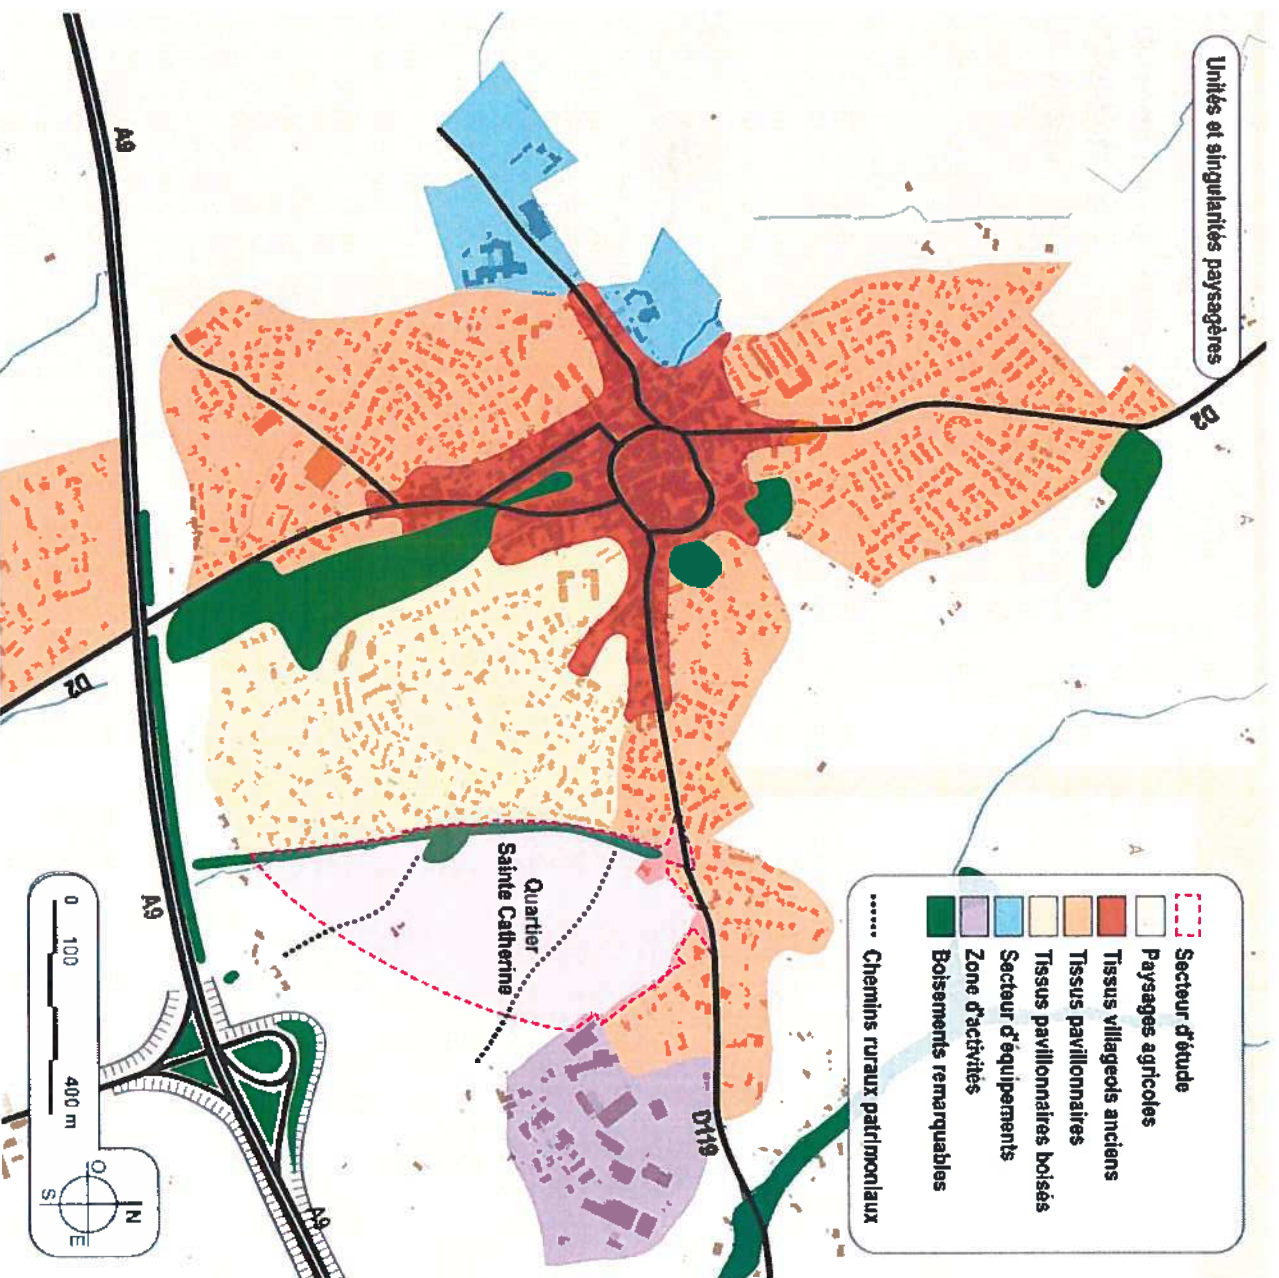 Unités et singularités paysagères
Secteur d'étude
Paysages agricoles
Tissus villageois anciens
Tissus pavillonnaires
Tissus pavillonnaires boisés
Secteur d'équipements
Zone d'activités
Boisements remarquables
Chemins ruraux patrimoniaux
D23
A9
D2
Quartier
Sainte Catherine
A9
D119
A9
0 100 400 m
N
O E
S